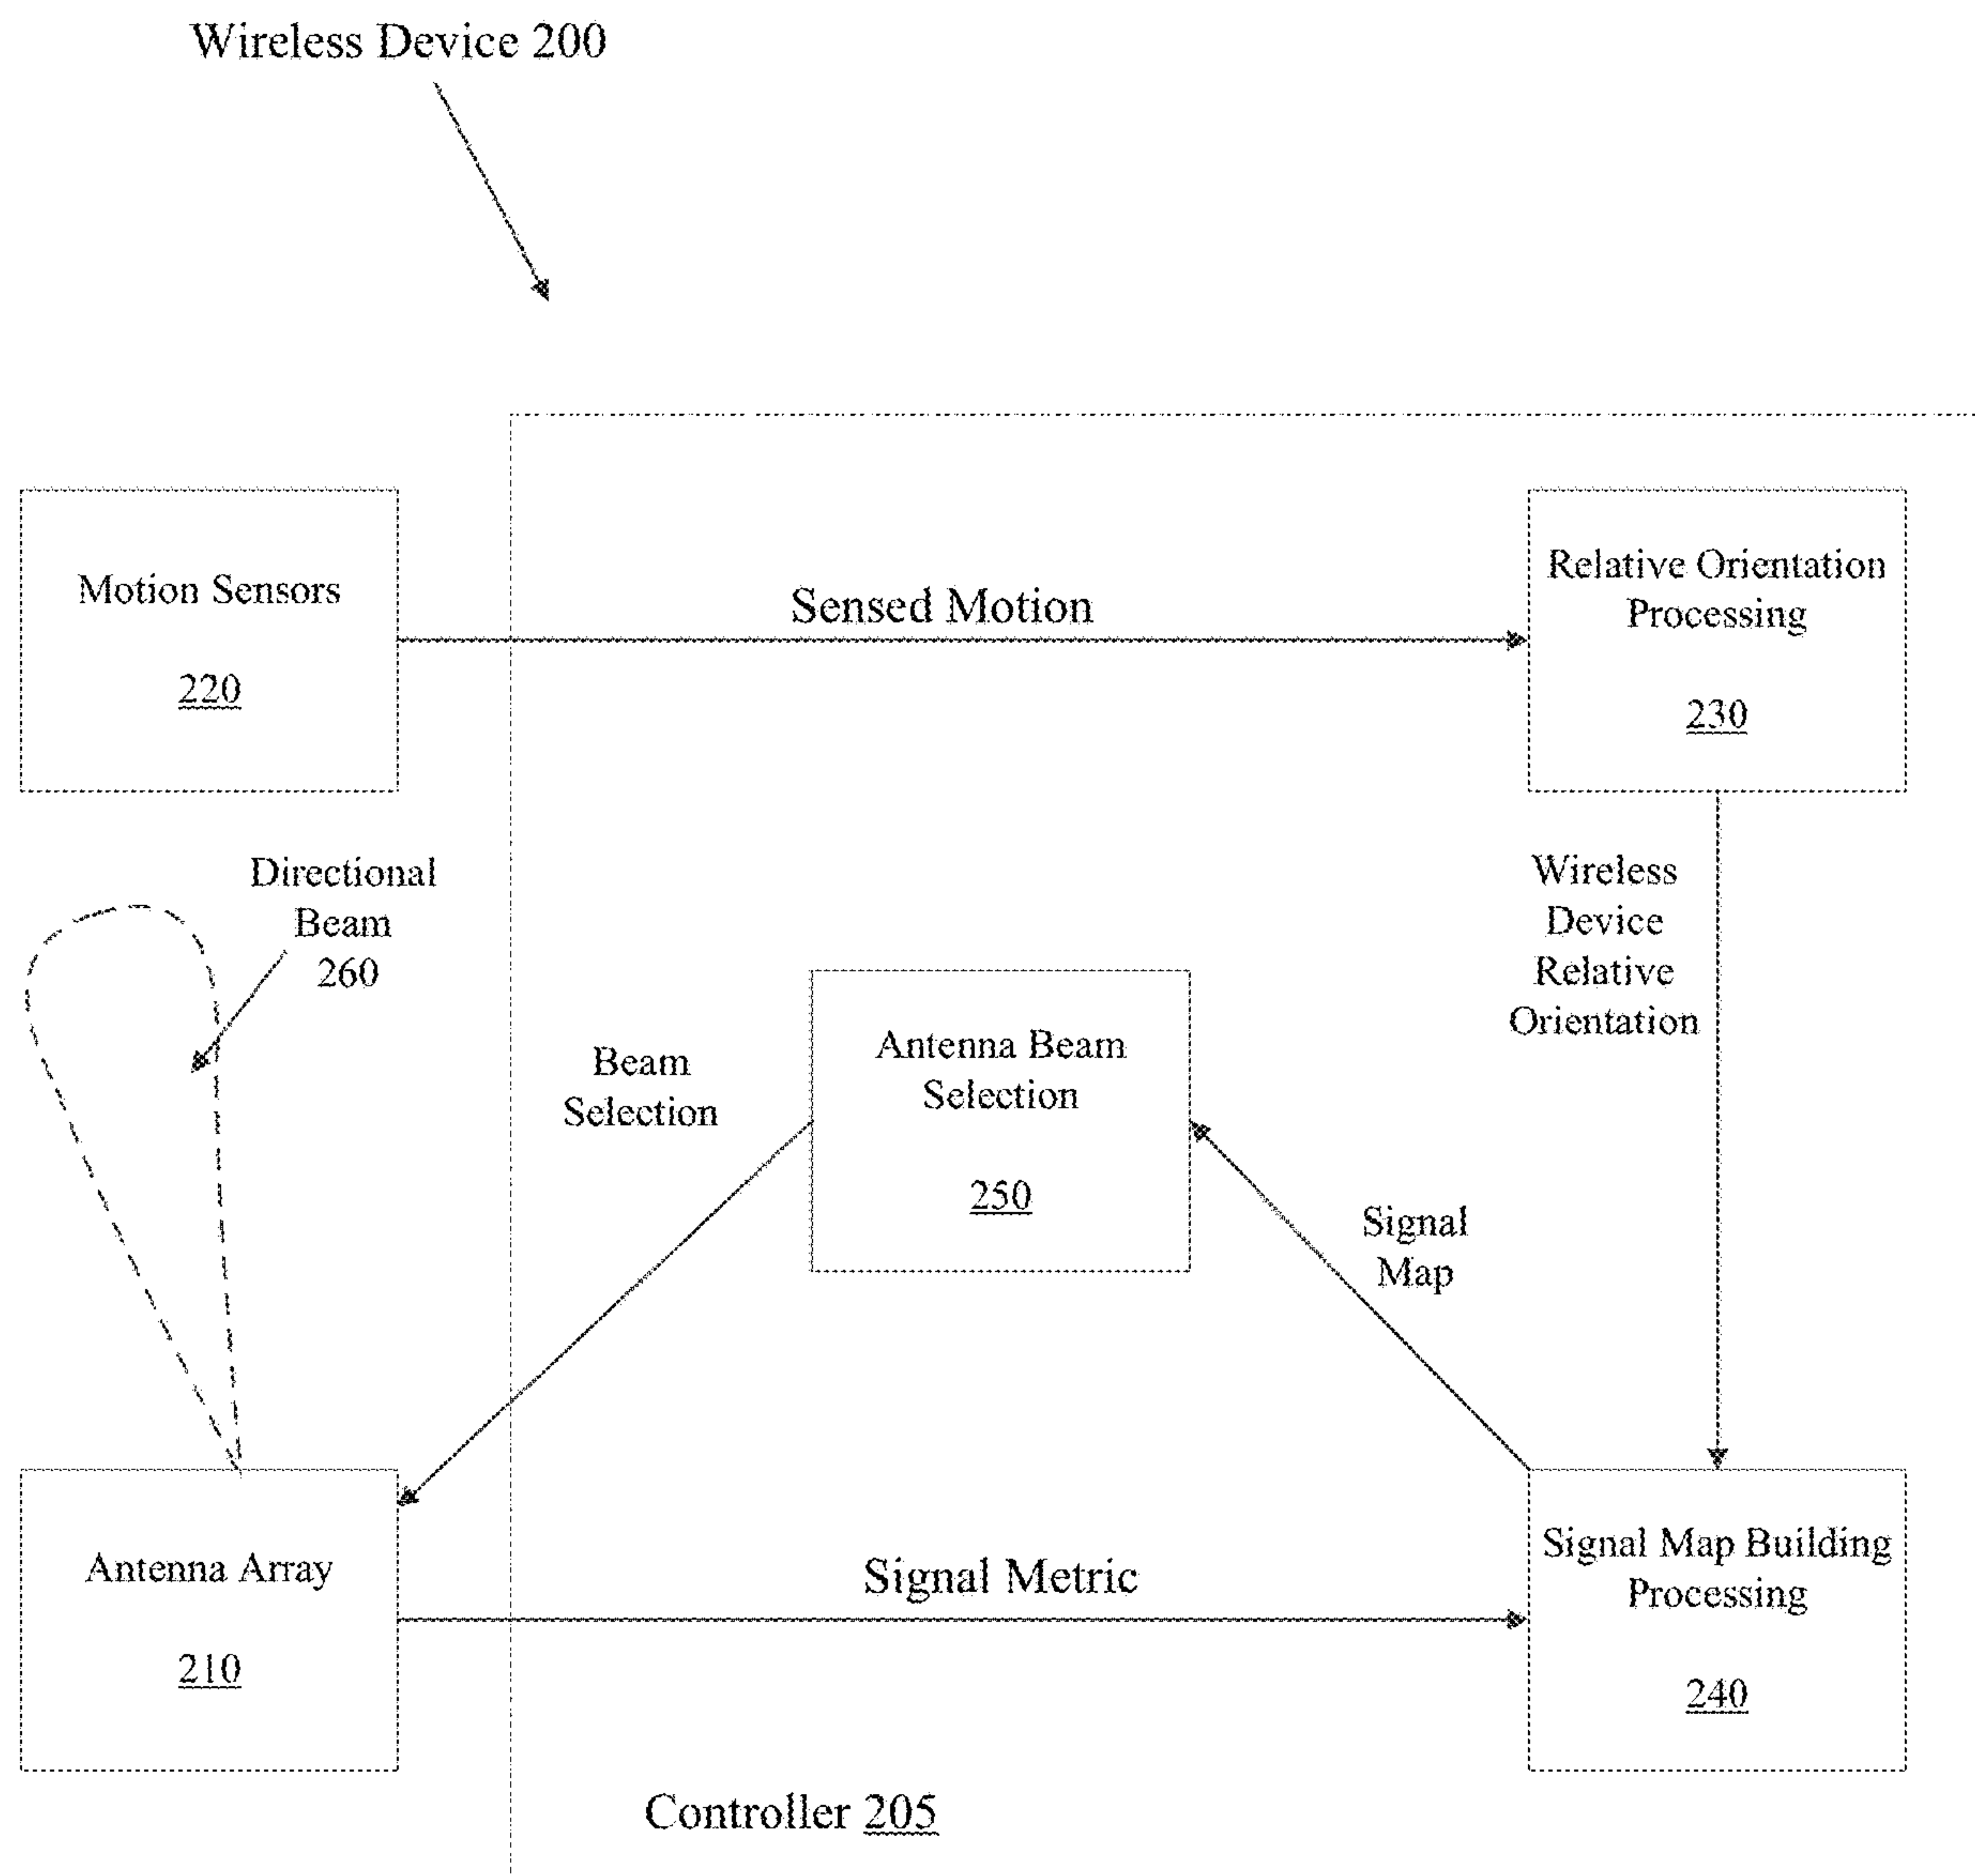 Wireless Device 200
Motion Sensors
220
Sensed Motion
Relative Orientation
Processing
230
Directional
Beam
260
Wireless
Device
Relative
Orientation
Beam
Selection
Antenna Beam
Selection
250
Signal
Map
Antenna Array
210
Signal Metric
Signal Map Building
Processing
240
Controller 205